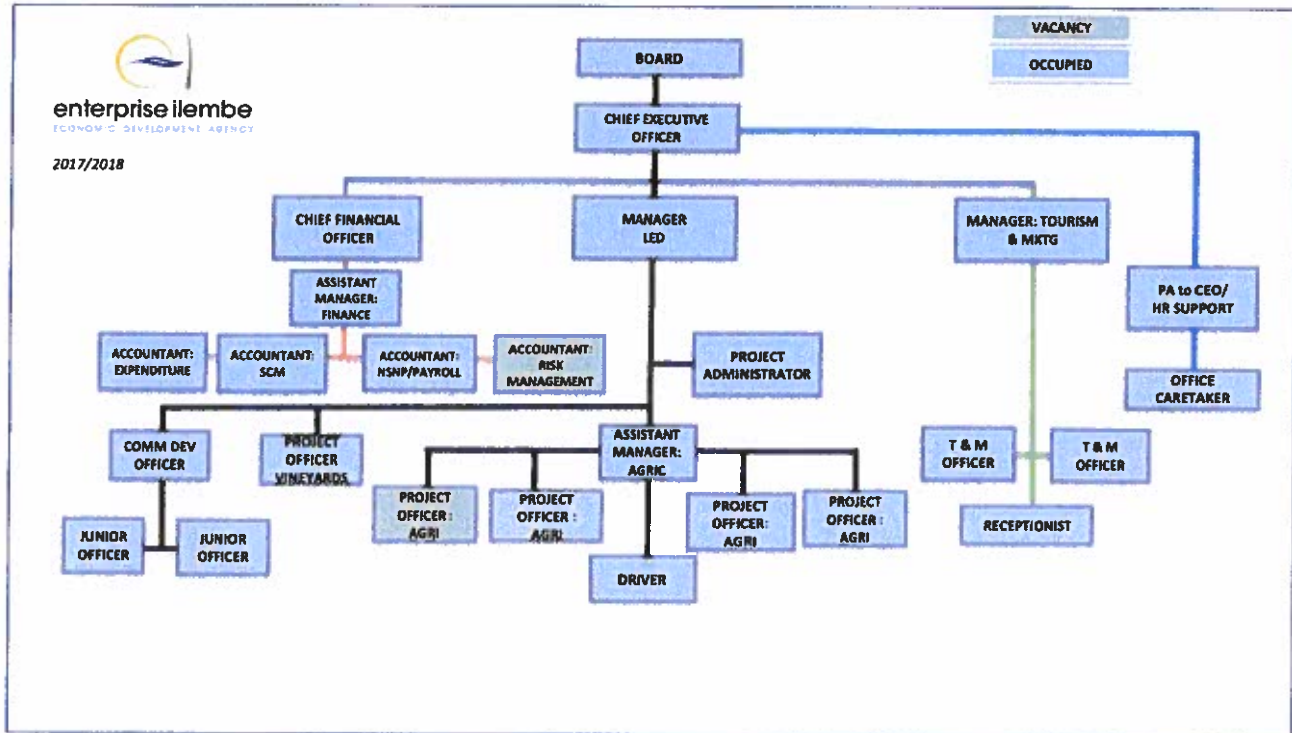 enterprise ilembe
ECONOMIC DEVELOPMENT AGENCY
2017/2018
VACANCY
OCCUPIED
BOARD
CHIEF EXECUTIVE
OFFICER
CHIEF FINANCIAL
OFFICER
MANAGER
LED
MANAGER: TOURISM
& MKTG
ASSISTANT
MANAGER:
FINANCE
PA to CEO/
HR SUPPORT
ACCOUNTANT:
EXPENDITURE
ACCOUNTANT:
SCM
ACCOUNTANT:
NSNP/PAYROLL
ACCOUNTANT:
RISK
MANAGEMENT
PROJECT
ADMINISTRATOR
OFFICE
CARETAKER
COMM DEV
OFFICER
PROJECT
OFFICER
VINEYARDS
ASSISTANT
MANAGER:
AGRIC
T & M
OFFICER
T & M
OFFICER
PROJECT
OFFICER :
AGRI
PROJECT
OFFICER :
AGRI
PROJECT
OFFICER:
AGRI
PROJECT
OFFICER :
AGRI
RECEPTIONIST
JUNIOR
OFFICER
JUNIOR
OFFICER
DRIVER